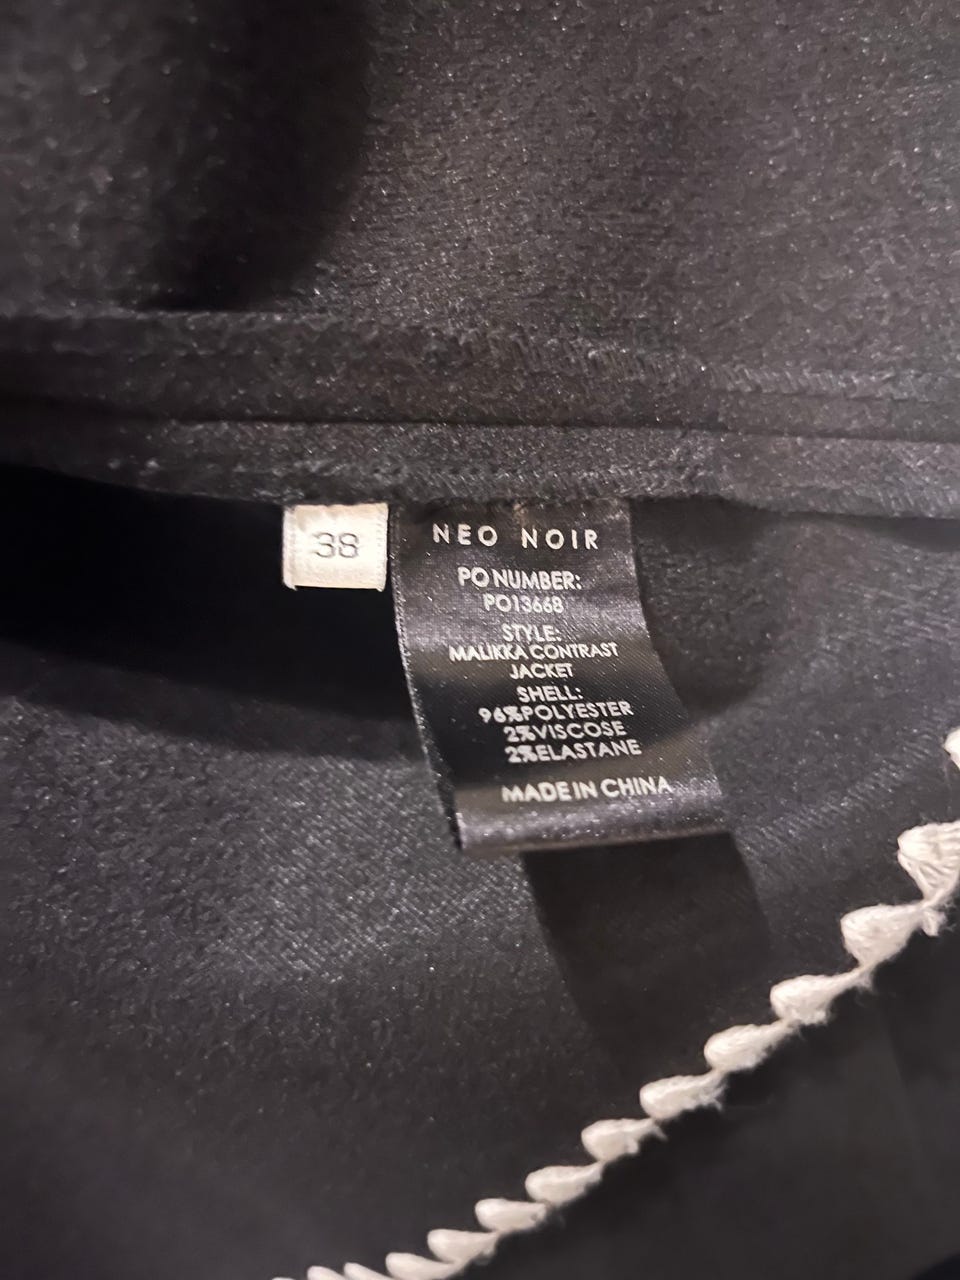 38
NEO NOIR
PO NUMBER:
PO13668
STYLE:
MALIKKA CONTRAST
JACKET
SHELL:
96%POLYESTER
2%VISCOSE
2%ELASTANE
MADE IN CHINA